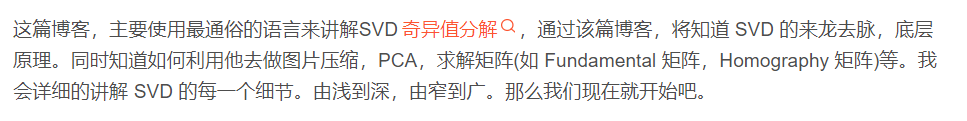 这篇博客，主要使用最通俗的语言来讲解SVD 奇异值分解，通过该篇博客，将知道 SVD 的来龙去脉，底层
原理。同时知道如何利用他去做图片压缩，PCA，求解矩阵(如 Fundamental 矩阵，Homography 矩阵)等。我
会详细的讲解 SVD 的每一个细节。由浅到深，由窄到广。那么我们现在就开始吧。